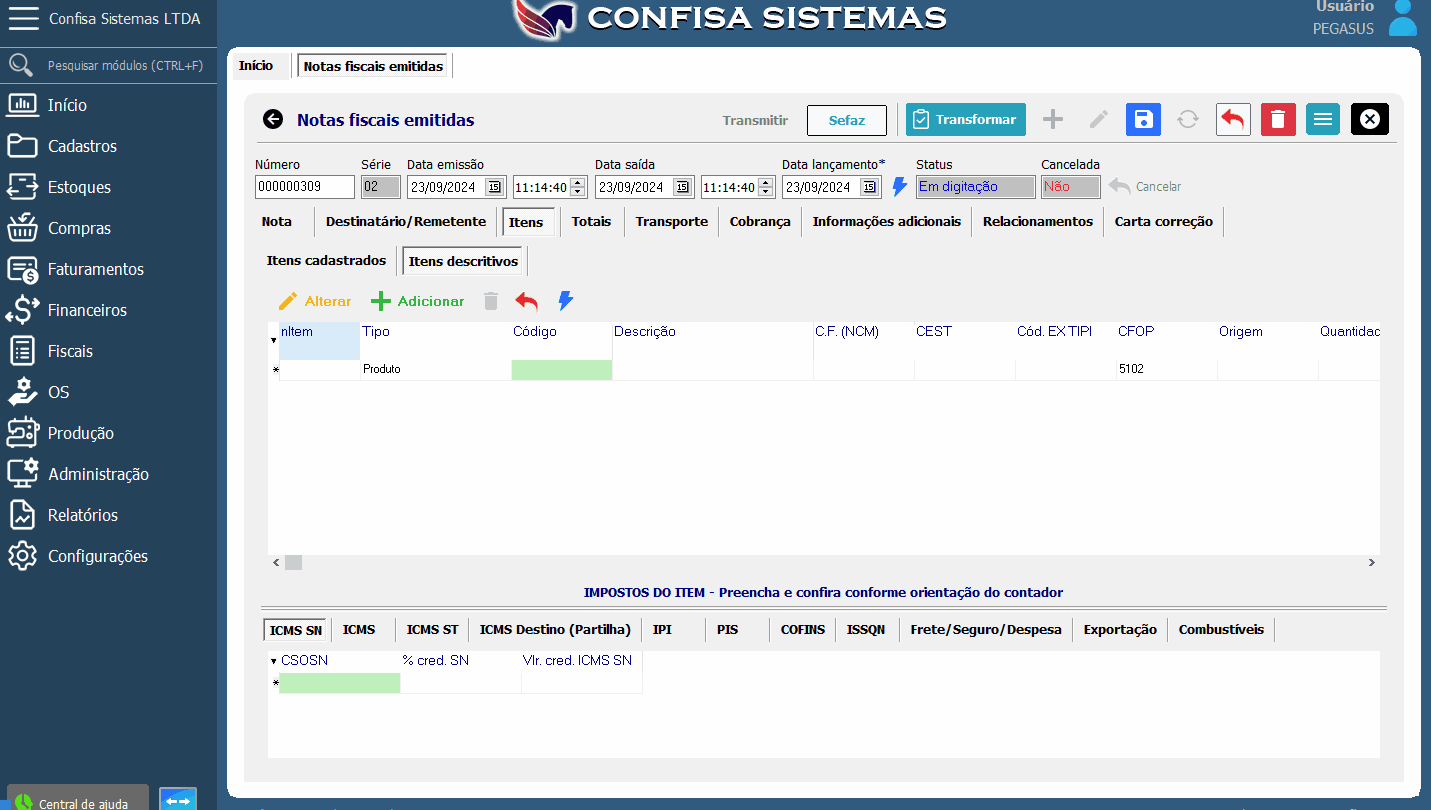 Confisa Sistemas LTDA
CONFISA SISTEMAS
Usuário
PEGASUS
Pesquisar módulos (CTRL+F)
Início
Cadastros
Estoques
Compras
Faturamentos
Financeiros
Fiscais
OS
Produção
Administração
Relatórios
Configurações
Central de ajuda
Início Notas fiscais emitidas
Notas fiscais emitidas Transmitir Sefaz Transformar
Número Série Data emissão Data saída Data lançamento* Status Cancelada
000000309 02 23/09/2024 15 11:14:40 23/09/2024 15 11:14:40 23/09/2024 15 Em digitação Não Cancelar
Nota Destinatário/Remetente Itens Totais Transporte Cobrança Informações adicionais Relacionamentos Carta correção
Itens cadastrados Itens descritivos
Alterar Adicionar
nItem Tipo Código Descrição C.F. (NCM) CEST Cód. EX TIPI CFOP Origem Quantidad
* Produto 5102
IMPOSTOS DO ITEM - Preencha e confira conforme orientação do contador
ICMS SN ICMS ICMS ST ICMS Destino (Partilha) IPI PIS COFINS ISSQN Frete/Seguro/Despesa Exportação Combustíveis
CSOSN % cred. SN Vlr. cred. ICMS SN
*